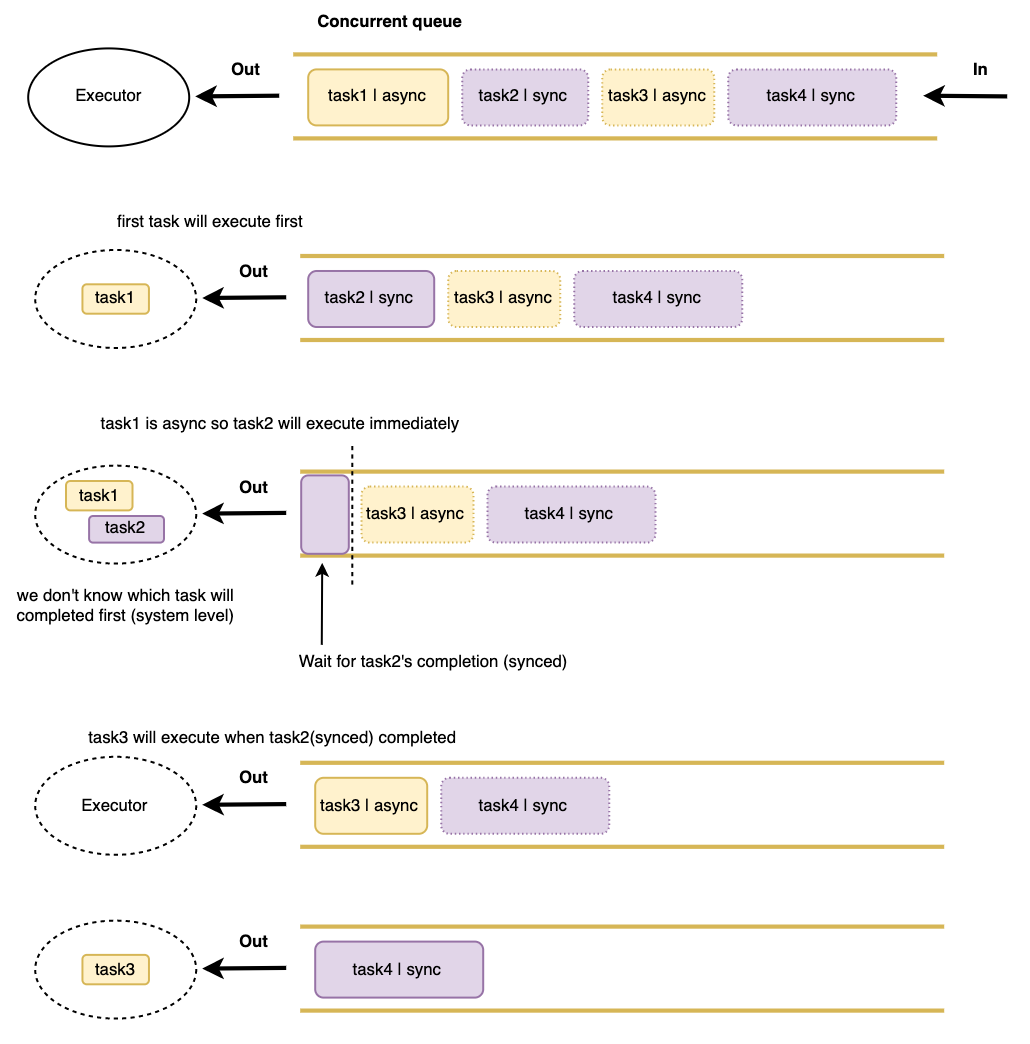 Concurrent queue
Executor
Out
task1 | async
task2 | sync
task3 | async
task4 | sync
In
first task will execute first
task1
Out
task2 | sync
task3 | async
task4 | sync
task1 is async so task2 will execute immediately
task1
task2
Out
task3 | async
task4 | sync
we don't know which task will
completed first (system level)
Wait for task2's completion (synced)
task3 will execute when task2(synced) completed
Executor
Out
task3 | async
task4 | sync
task3
Out
task4 | sync